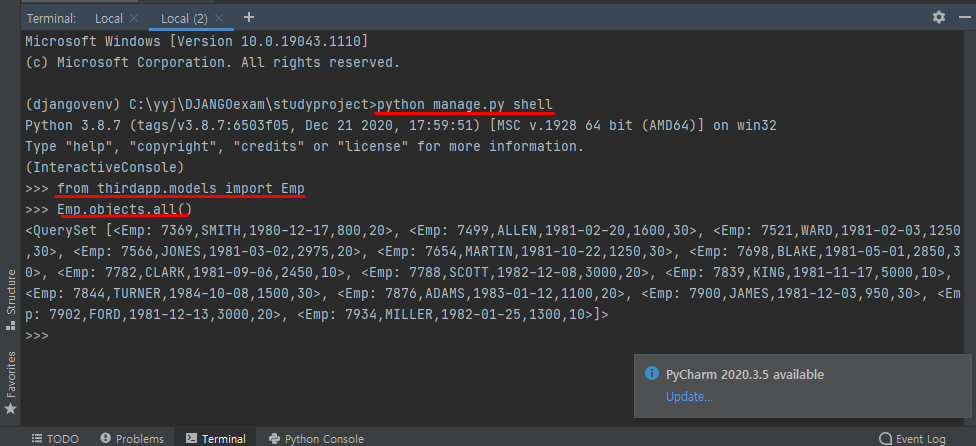 Terminal: Local × Local (2) × +
Microsoft Windows [Version 10.0.19043.1110]
(c) Microsoft Corporation. All rights reserved.
(djangovenv) C:\yyj\DJANGOexam\studyproject>python manage.py shell
Python 3.8.7 (tags/v3.8.7:6503f05, Dec 21 2020, 17:59:51) [MSC v.1928 64 bit (AMD64)] on win32
Type "help", "copyright", "credits" or "license" for more information.
(InteractiveConsole)
>>> from thirdapp.models import Emp
>>> Emp.objects.all()
<QuerySet [<Emp: 7369,SMITH,1980-12-17,800,20>, <Emp: 7499,ALLEN,1981-02-20,1600,30>, <Emp: 7521,WARD,1981-02-03,1250
,30>, <Emp: 7566,JONES,1981-03-02,2975,20>, <Emp: 7654,MARTIN,1981-10-22,1250,30>, <Emp: 7698,BLAKE,1981-05-01,2850,3
0>, <Emp: 7782,CLARK,1981-09-06,2450,10>, <Emp: 7788,SCOTT,1982-12-08,3000,20>, <Emp: 7839,KING,1981-11-17,5000,10>,
<Emp: 7844,TURNER,1984-10-08,1500,30>, <Emp: 7876,ADAMS,1983-01-12,1100,20>, <Emp: 7900,JAMES,1981-12-03,950,30>, <Em
p: 7902,FORD,1981-12-13,3000,20>, <Emp: 7934,MILLER,1982-01-25,1300,10>]>
>>>
Structure
Favorites
PyCharm 2020.3.5 available
Update...
TODO Problems Terminal Python Console Event Log